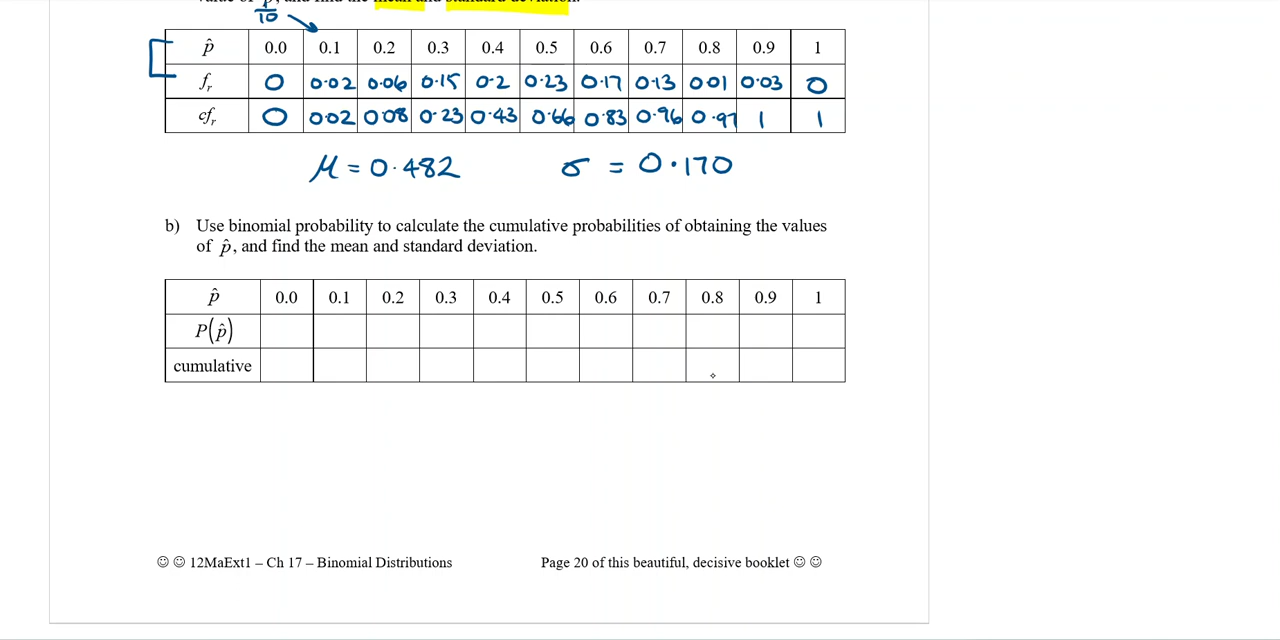 p/10
p̂ 0.0 0.1 0.2 0.3 0.4 0.5 0.6 0.7 0.8 0.9 1
fᵣ 0 0.02 0.06 0.15 0.2 0.23 0.17 0.13 0.01 0.03 0
cfᵣ 0 0.02 0.08 0.23 0.43 0.66 0.83 0.96 0.97 1 1
μ = 0.482 σ = 0.170
b) Use binomial probability to calculate the cumulative probabilities of obtaining the values
of p̂, and find the mean and standard deviation.
p̂ 0.0 0.1 0.2 0.3 0.4 0.5 0.6 0.7 0.8 0.9 1
P(p̂)
cumulative
☺ ☺ 12MaExt1 – Ch 17 – Binomial Distributions Page 20 of this beautiful, decisive booklet ☺ ☺